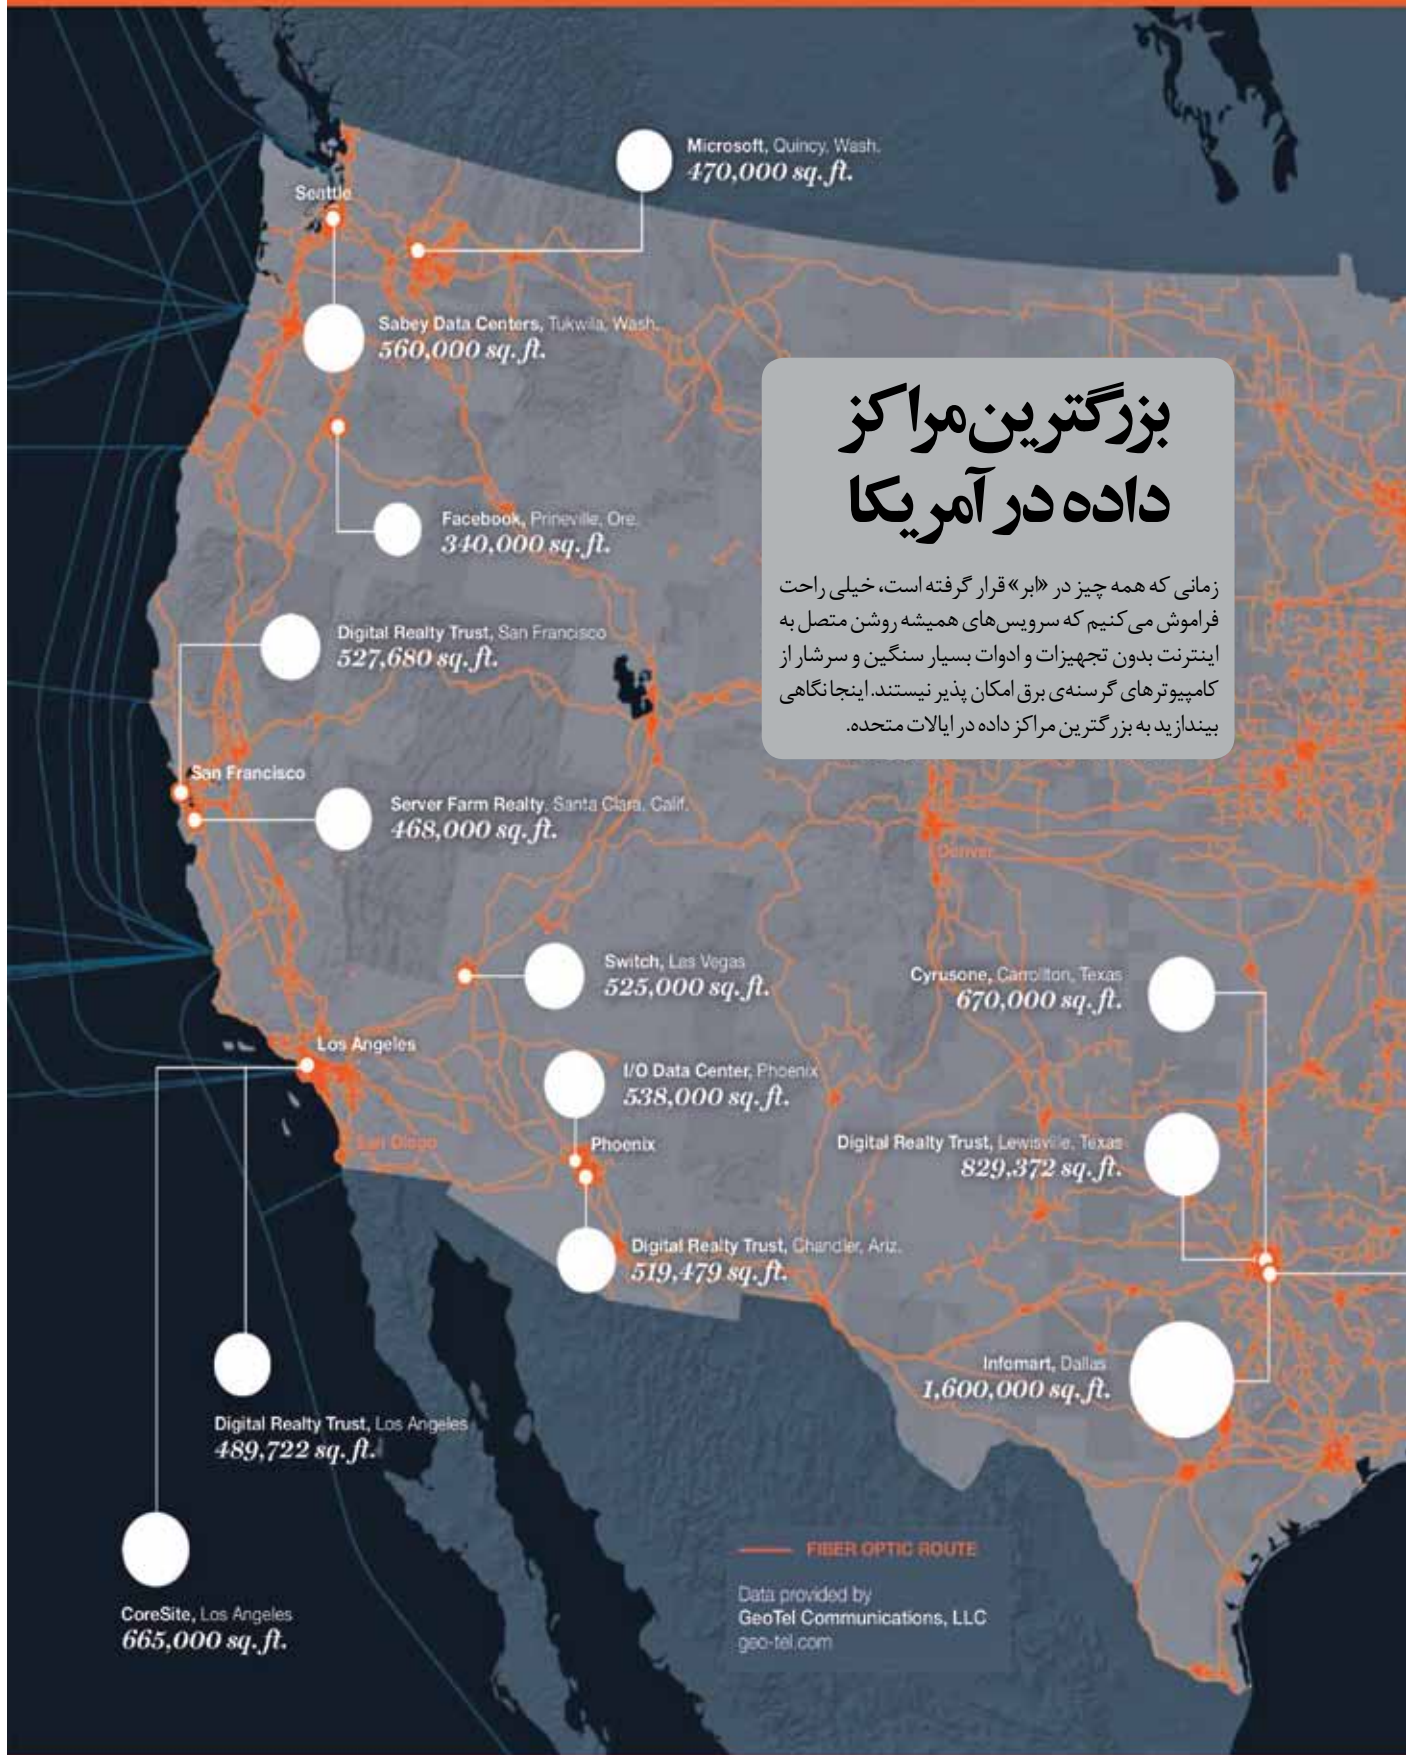 Microsoft, Quincy, Wash.
470,000 sq. ft.
Seattle
Sabey Data Centers, Tukwila, Wash.
560,000 sq. ft.
بزرگترین مراکز
داده در آمریکا
زمانی که همه چیز در «ابر» قرار گرفته است، خیلی راحت
فراموش می‌کنیم که سرویس‌های همیشه روشن متصل به
اینترنت بدون تجهیزات و ادوات بسیار سنگین و سرشار از
کامپیوترهای گرسنه‌ی برق امکان پذیر نیستند. اینجا نگاهی
بیندازید به بزرگترین مراکز داده در ایالات متحده.
Facebook, Prineville, Ore.
340,000 sq. ft.
Digital Realty Trust, San Francisco
527,680 sq. ft.
San Francisco
Server Farm Realty, Santa Clara, Calif.
468,000 sq. ft.
Denver
Switch, Las Vegas
525,000 sq. ft.
Cyrusone, Carrollton, Texas
670,000 sq. ft.
Los Angeles
I/O Data Center, Phoenix
538,000 sq. ft.
San Diego
Phoenix
Digital Realty Trust, Lewisville, Texas
829,372 sq. ft.
Digital Realty Trust, Chandler, Ariz.
519,479 sq. ft.
Infomart, Dallas
1,600,000 sq. ft.
Digital Realty Trust, Los Angeles
489,722 sq. ft.
FIBER OPTIC ROUTE
Data provided by
GeoTel Communications, LLC
geo-tel.com
CoreSite, Los Angeles
665,000 sq. ft.